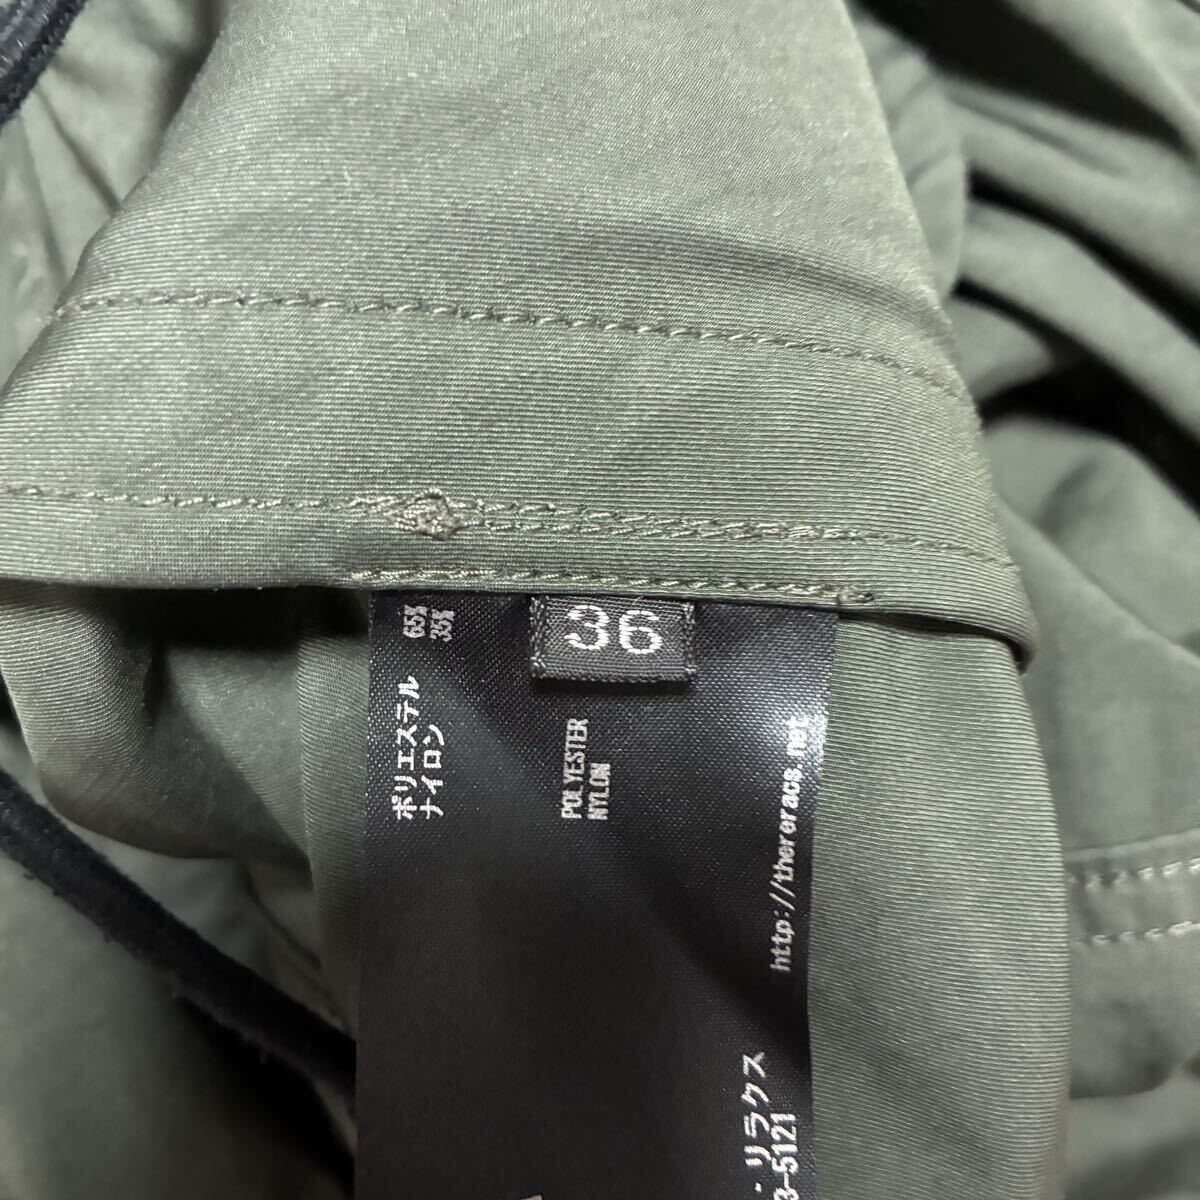 36
ポリエステル 65%
ナイロン 35%
POLYESTER
NYLON
http://thereracs.net
・リラクス
3-5121